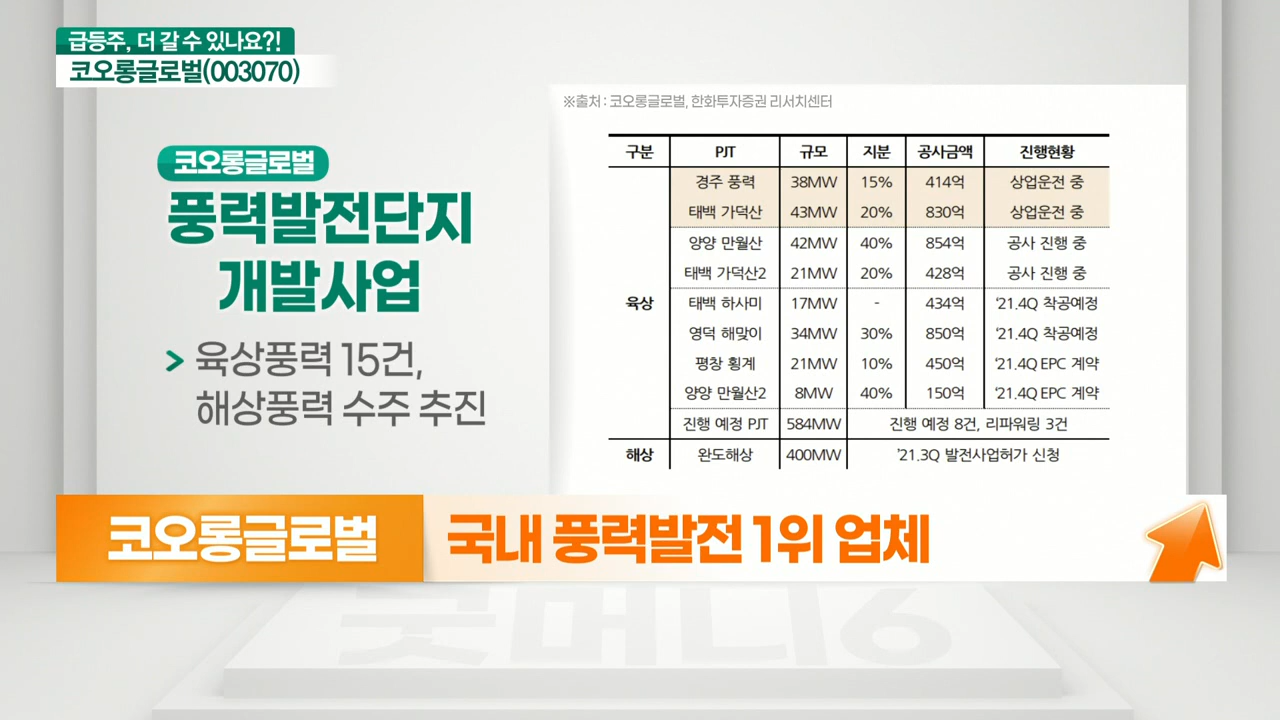 급등주, 더 갈 수 있나요?!
코오롱글로벌(003070)
※출처 : 코오롱글로벌, 한화투자증권 리서치센터
코오롱글로벌
풍력발전단지
개발사업
> 육상풍력 15건,
해상풍력 수주 추진
구분 PJT 규모 지분 공사금액 진행현황
경주 풍력 38MW 15% 414억 상업운전 중
태백 가덕산 43MW 20% 830억 상업운전 중
양양 만월산 42MW 40% 854억 공사 진행 중
태백 가덕산2 21MW 20% 428억 공사 진행 중
육상 태백 하사미 17MW - 434억 '21.4Q 착공예정
영덕 해맞이 34MW 30% 850억 '21.4Q 착공예정
평창 횡계 21MW 10% 450억 '21.4Q EPC 계약
양양 만월산2 8MW 40% 150억 '21.4Q EPC 계약
진행 예정 PJT 584MW 진행 예정 8건, 리파워링 3건
해상 완도해상 400MW '21.3Q 발전사업허가 신청
코오롱글로벌 국내 풍력발전 1위 업체
굿머니6